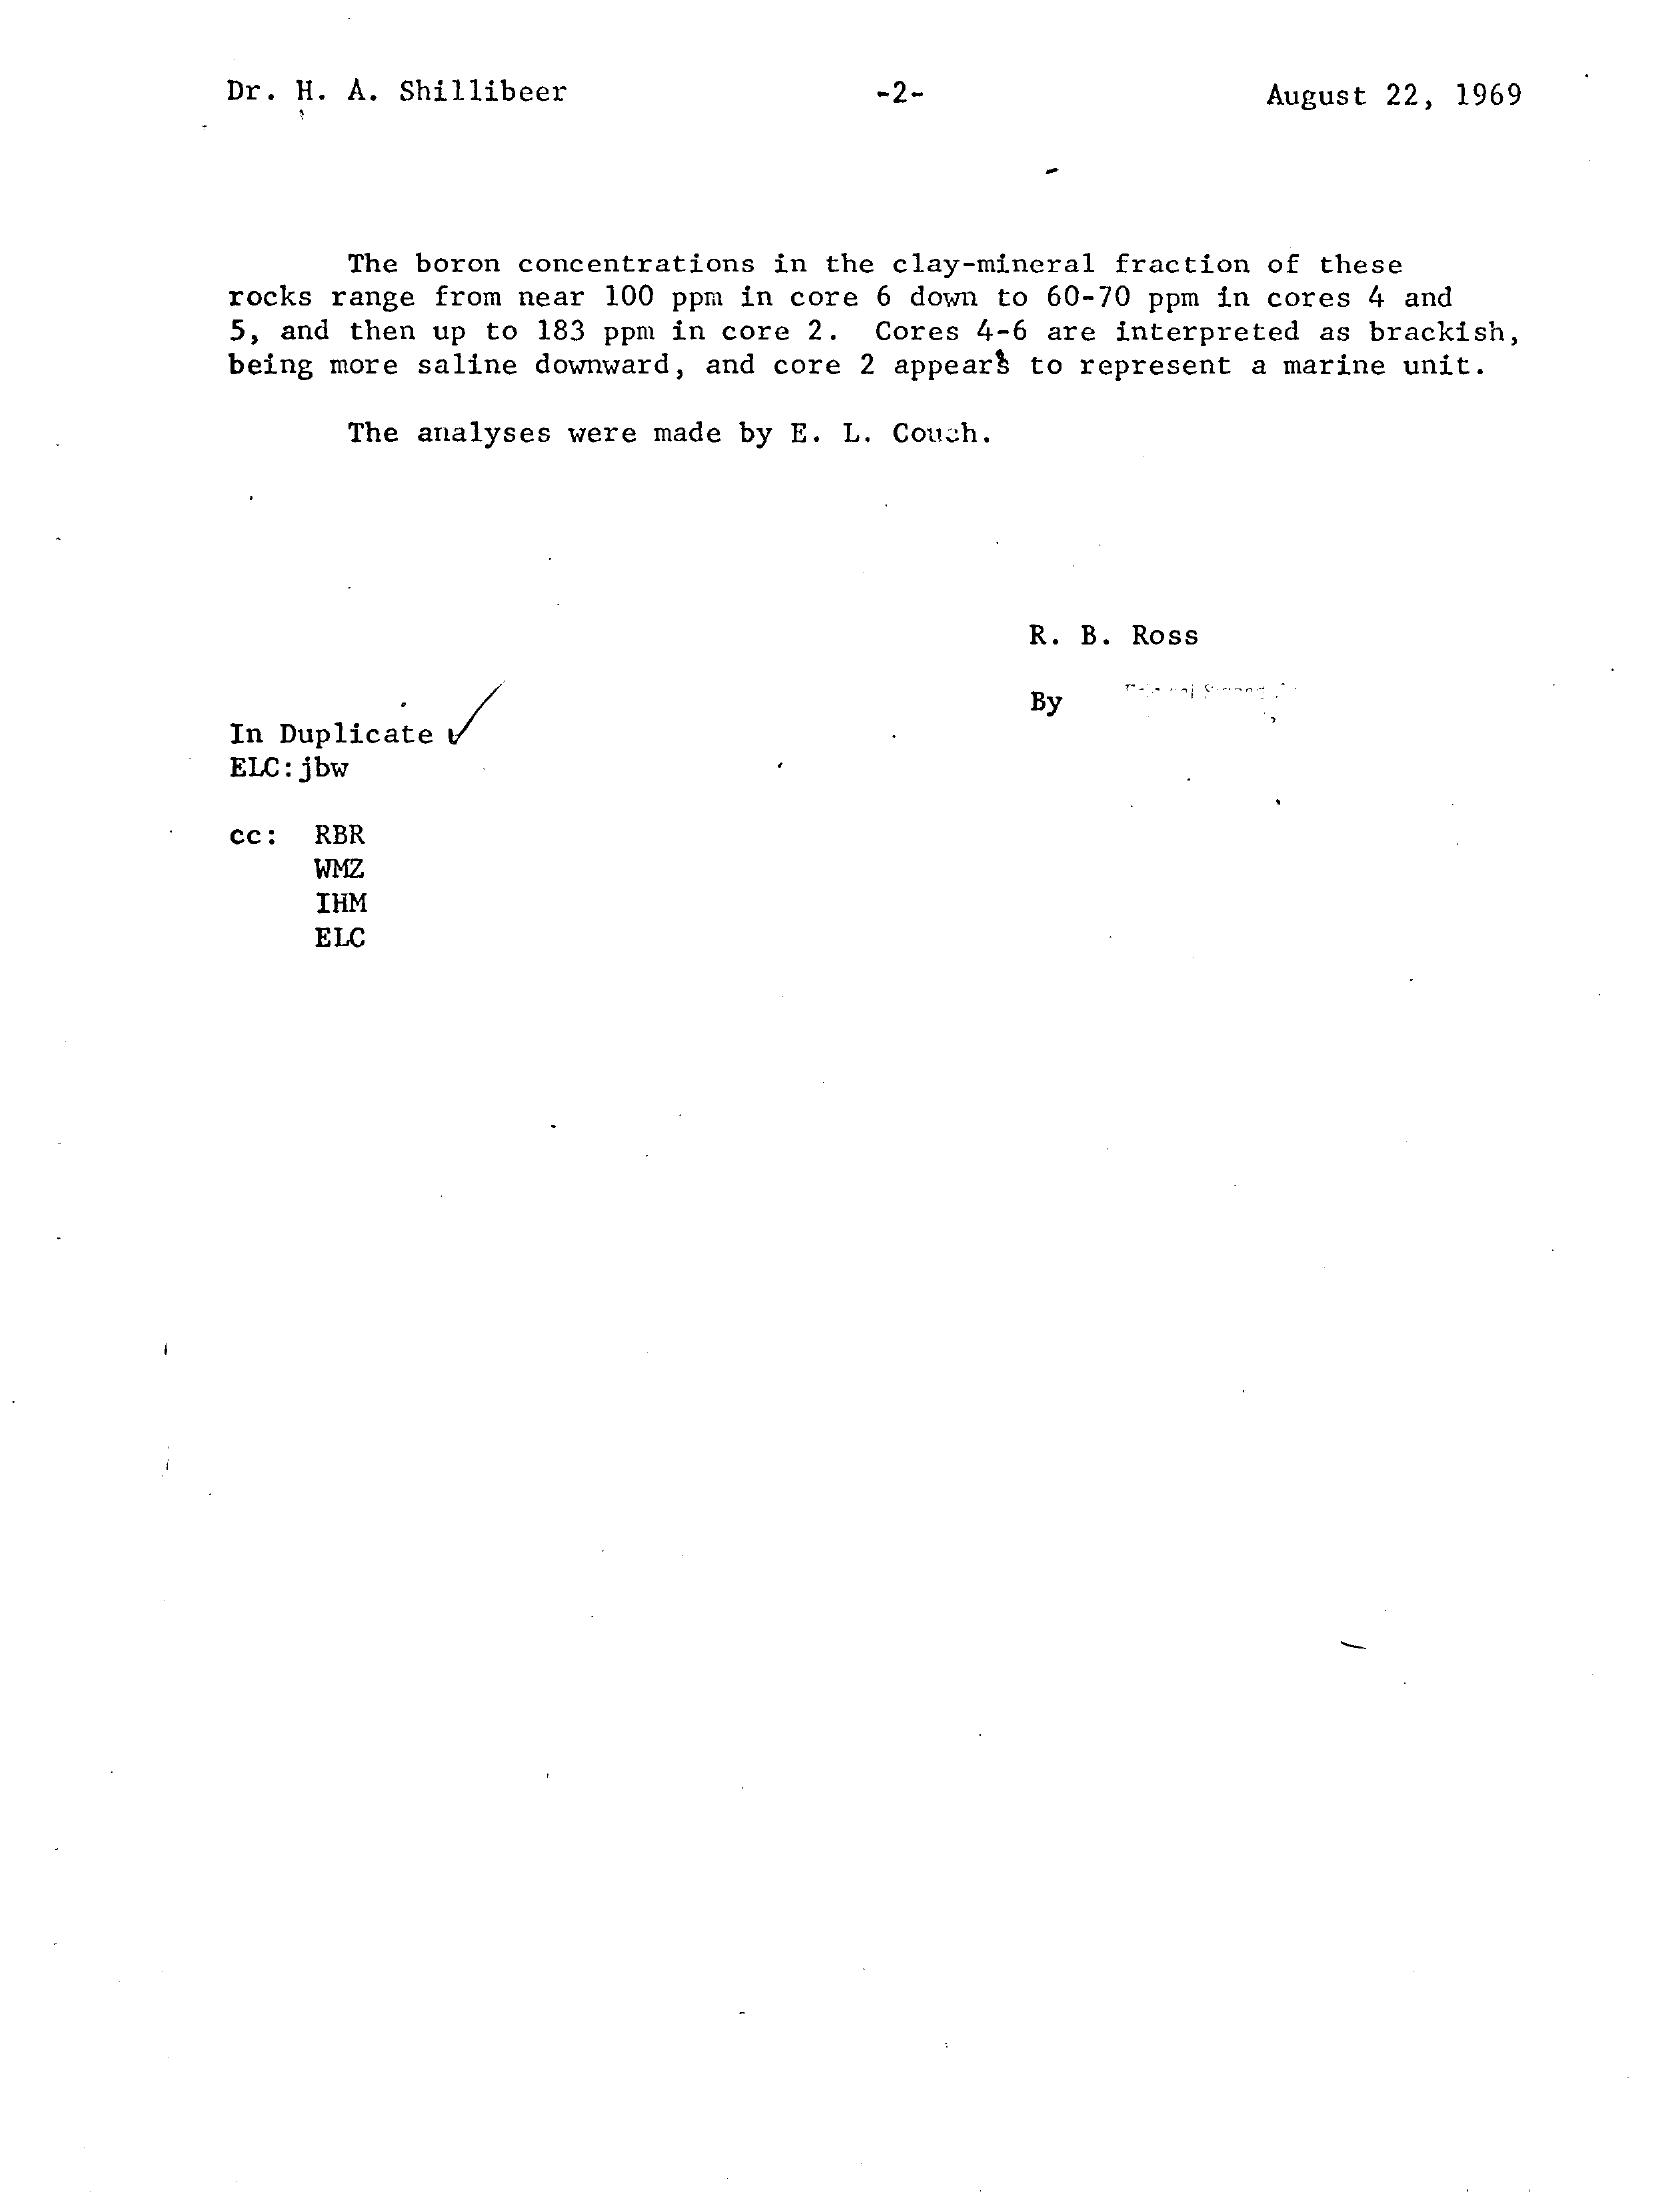 Dr. H. A. Shillibeer -2- August 22, 1969
The boron concentrations in the clay-mineral fraction of these
rocks range from near 100 ppm in core 6 down to 60-70 ppm in cores 4 and
5, and then up to 183 ppm in core 2. Cores 4-6 are interpreted as brackish,
being more saline downward, and core 2 appears to represent a marine unit.
The analyses were made by E. L. Couch.
R. B. Ross
By
In Duplicate ✓
ELC:jbw
cc: RBR
WMZ
IHM
ELC